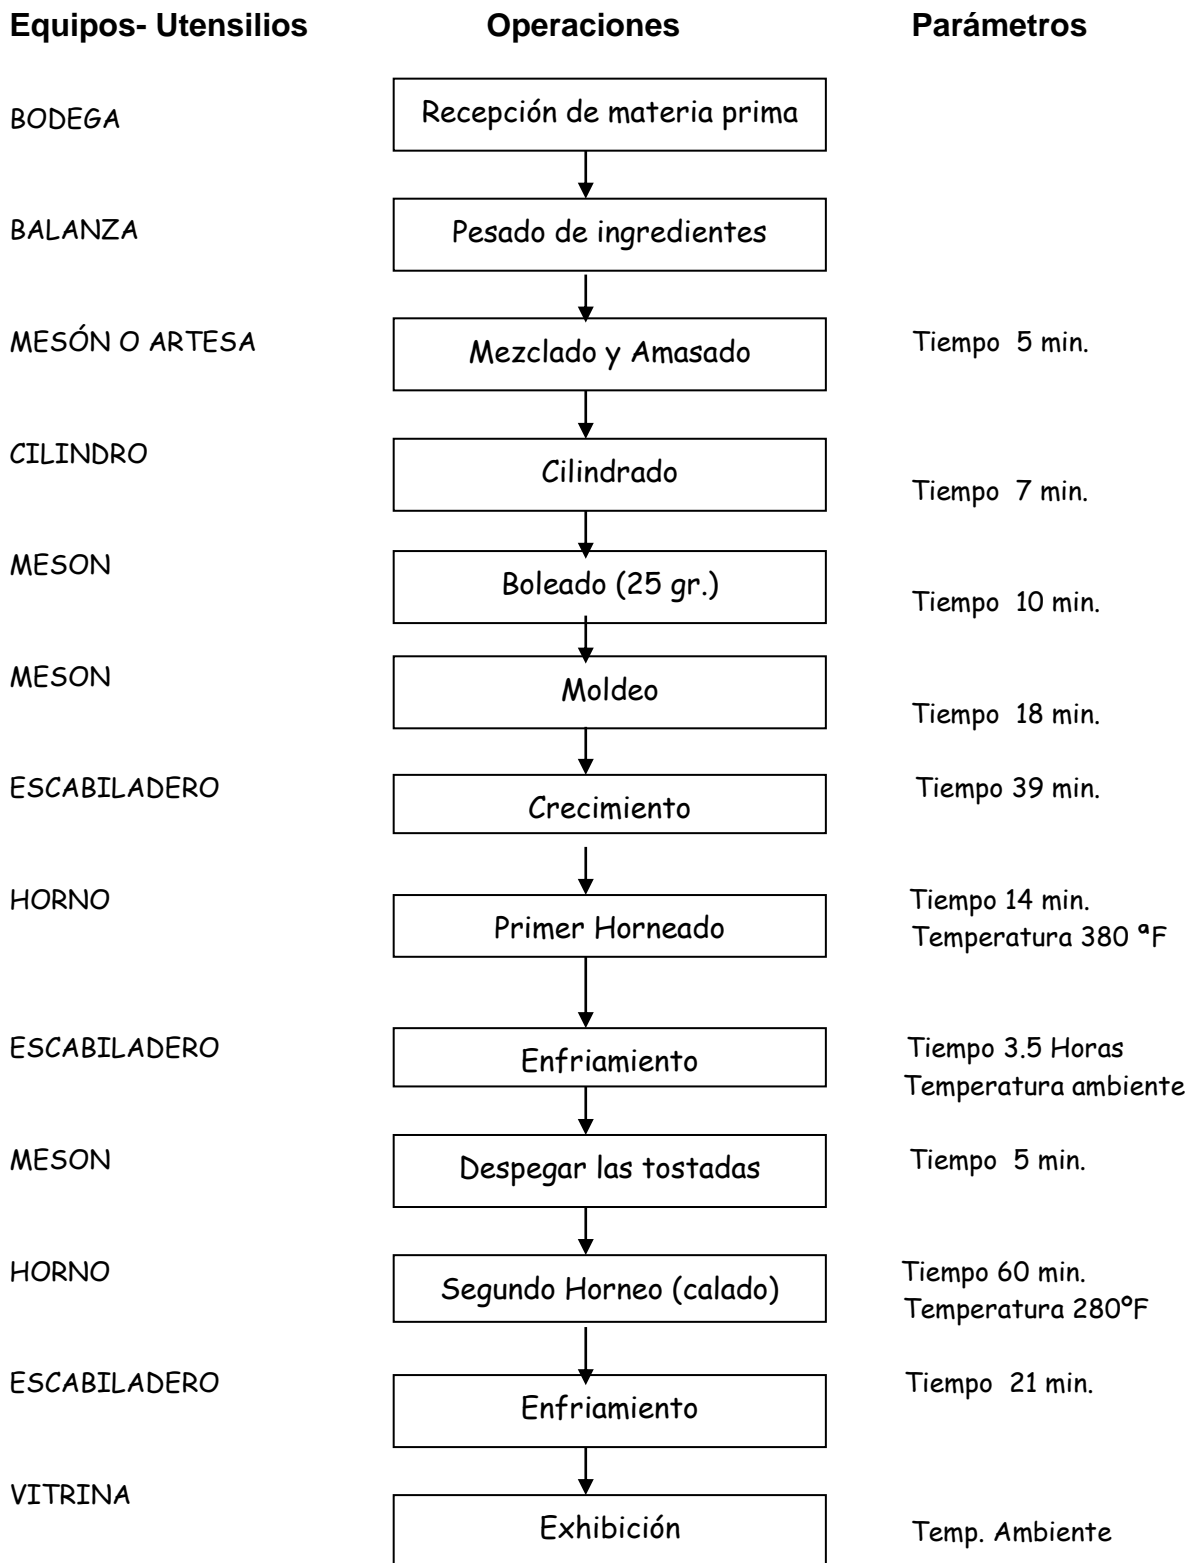 Equipos- Utensilios Operaciones Parámetros
BODEGA Recepción de materia prima
BALANZA Pesado de ingredientes
MESÓN O ARTESA Mezclado y Amasado Tiempo 5 min.
CILINDRO Cilindrado Tiempo 7 min.
MESON Boleado (25 gr.) Tiempo 10 min.
MESON Moldeo Tiempo 18 min.
ESCABILADERO Crecimiento Tiempo 39 min.
HORNO Primer Horneado Tiempo 14 min.
Temperatura 380 ªF
ESCABILADERO Enfriamiento Tiempo 3.5 Horas
Temperatura ambiente
MESON Despegar las tostadas Tiempo 5 min.
HORNO Segundo Horneo (calado) Tiempo 60 min.
Temperatura 280ºF
ESCABILADERO Enfriamiento Tiempo 21 min.
VITRINA Exhibición Temp. Ambiente